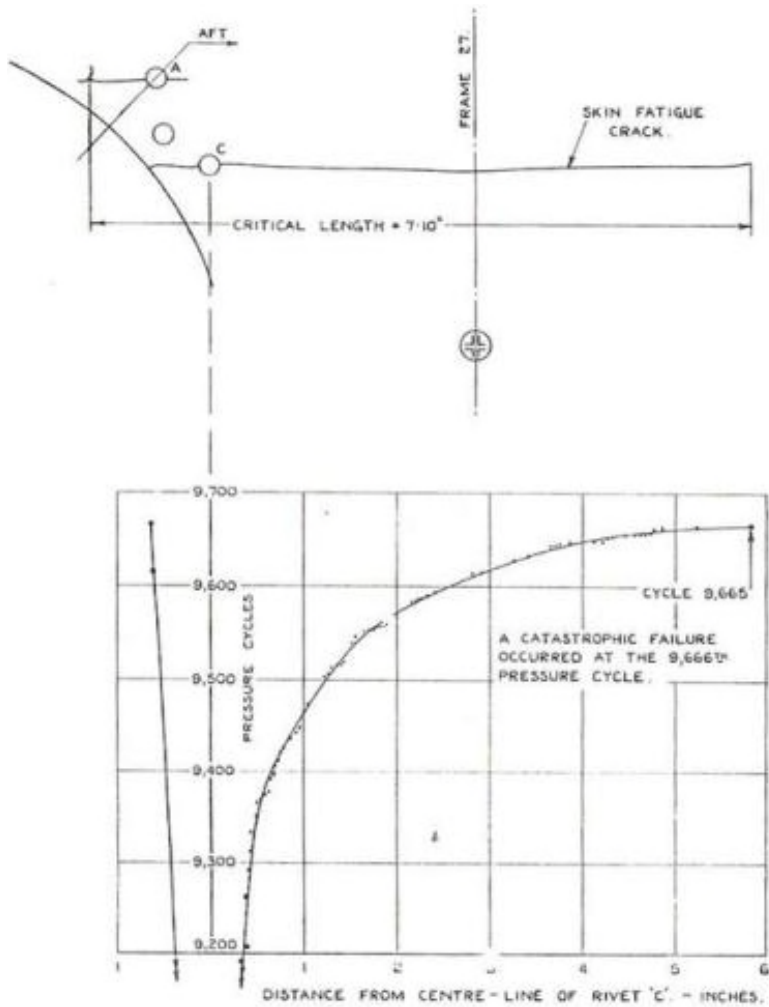 AFT
A
FRAME 27.
SKIN FATIGUE
CRACK.
C
CRITICAL LENGTH = 7·10"
9,700
9,600
PRESSURE CYCLES
CYCLE 9,665
A CATASTROPHIC FAILURE
OCCURRED AT THE 9,666TH
PRESSURE CYCLE.
9,500
9,400
9,300
9,200
1 1 2 3 4 5 6
DISTANCE FROM CENTRE-LINE OF RIVET 'C'. - INCHES.